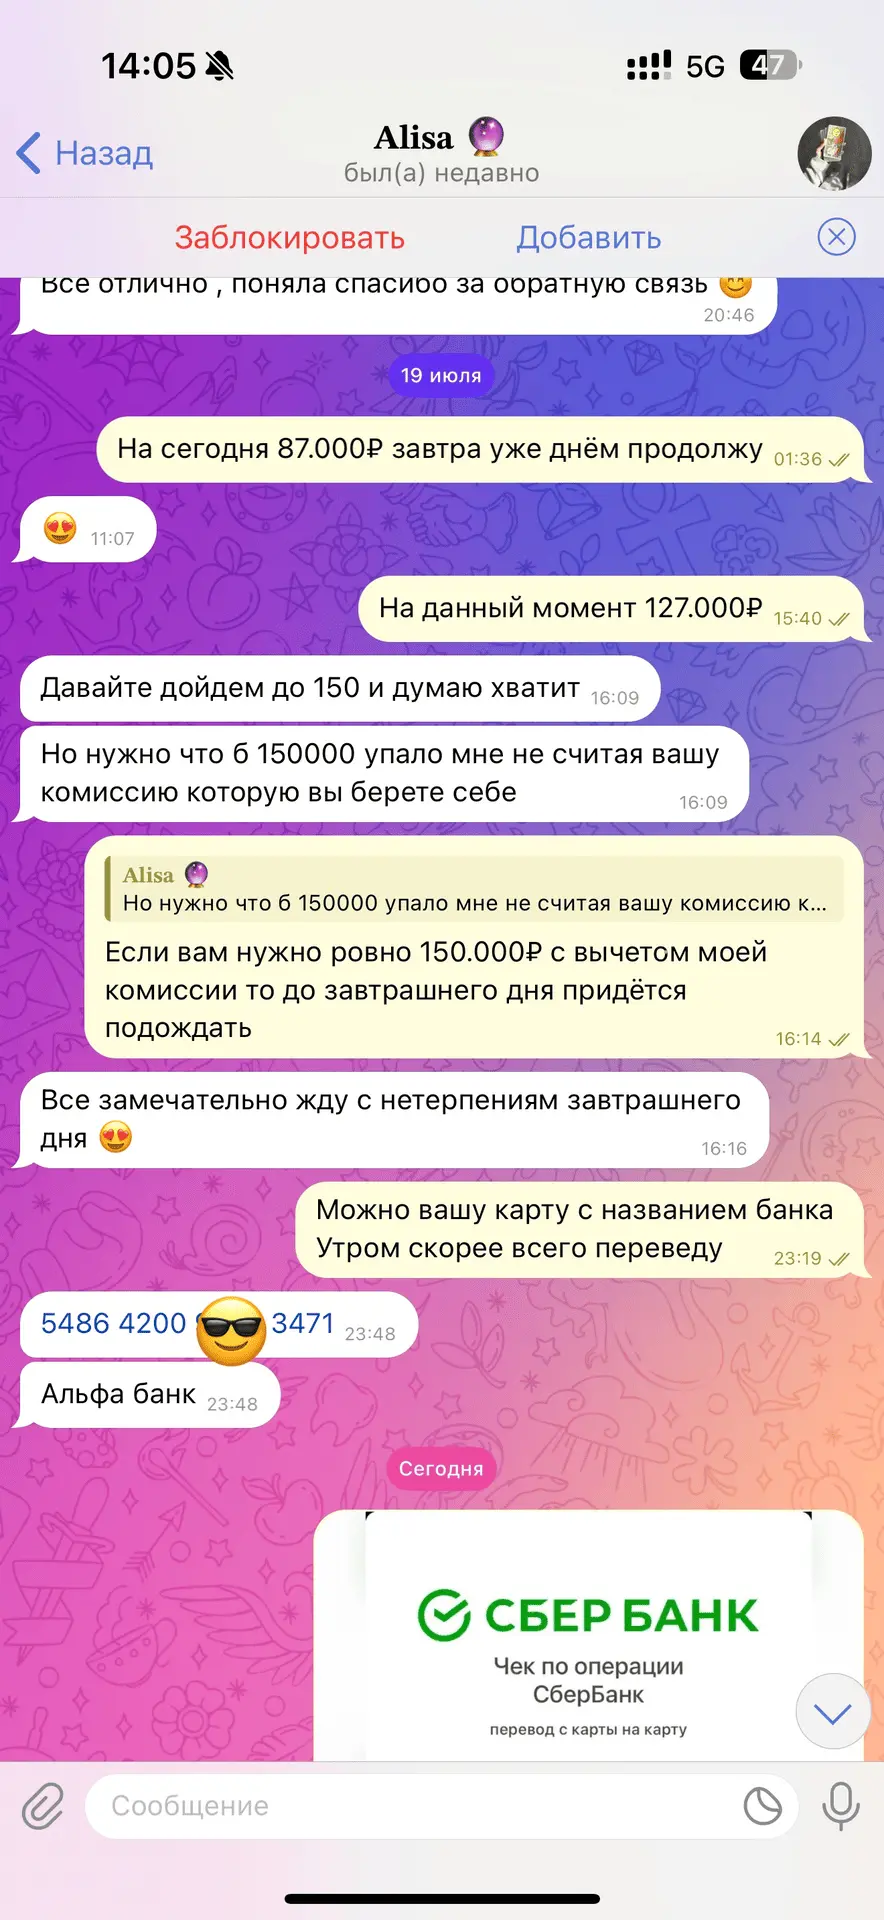 14:05
5G 47
Назад
Alisa
был(а) недавно
Заблокировать
Добавить
Все отлично , поняла спасибо за обратную связь
20:46
19 июля
На сегодня 87.000₽ завтра уже днём продолжу 01:36
11:07
На данный момент 127.000₽ 15:40
Давайте дойдем до 150 и думаю хватит 16:09
Но нужно что б 150000 упало мне не считая вашу
комиссию которую вы берете себе
16:09
Alisa
Но нужно что б 150000 упало мне не считая вашу комиссию к...
Если вам нужно ровно 150.000₽ с вычетом моей
комиссии то до завтрашнего дня придётся
подождать
16:14
Все замечательно жду с нетерпениям завтрашнего
дня
16:16
Можно вашу карту с названием банка
Утром скорее всего переведу 23:19
5486 4200 3471 23:48
Альфа банк 23:48
Сегодня
СБЕР БАНК
Чек по операции
СберБанк
перевод с карты на карту
Сообщение